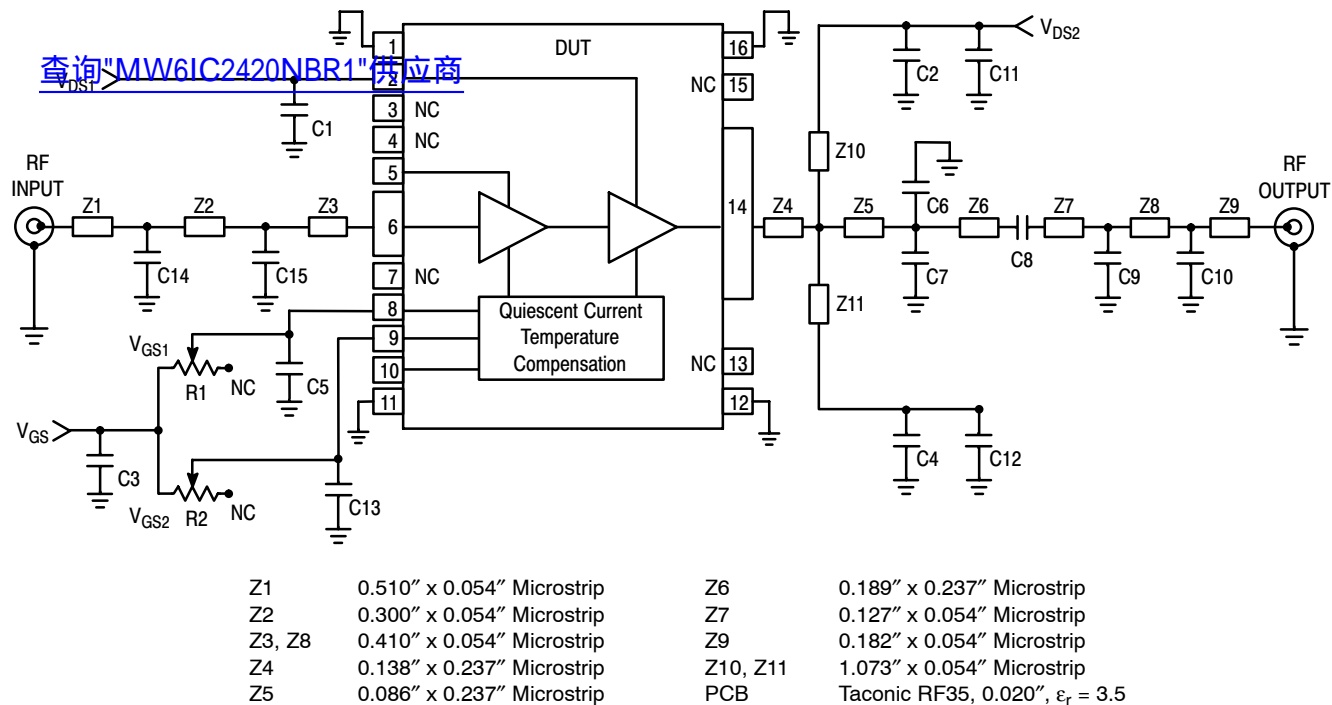 DUT
查询"MW6IC2420NBR1"供应商
VDS1
VDS2
1
2
3 NC
4 NC
5
6
7 NC
8
9
10
11
16
NC 15
14
NC 13
12
C1
C2
C11
RF
INPUT
Z1
Z2
Z3
C14
C15
Quiescent Current
Temperature
Compensation
Z10
Z4
Z5
C6
Z6
C8
Z7
Z8
Z9
RF
OUTPUT
C7
C9
C10
Z11
C4
C12
VGS1
R1
NC
C5
VGS
C3
VGS2
R2
NC
C13
Z1 0.510″ x 0.054″ Microstrip
Z2 0.300″ x 0.054″ Microstrip
Z3, Z8 0.410″ x 0.054″ Microstrip
Z4 0.138″ x 0.237″ Microstrip
Z5 0.086″ x 0.237″ Microstrip
Z6 0.189″ x 0.237″ Microstrip
Z7 0.127″ x 0.054″ Microstrip
Z9 0.182″ x 0.054″ Microstrip
Z10, Z11 1.073″ x 0.054″ Microstrip
PCB Taconic RF35, 0.020″, εr = 3.5